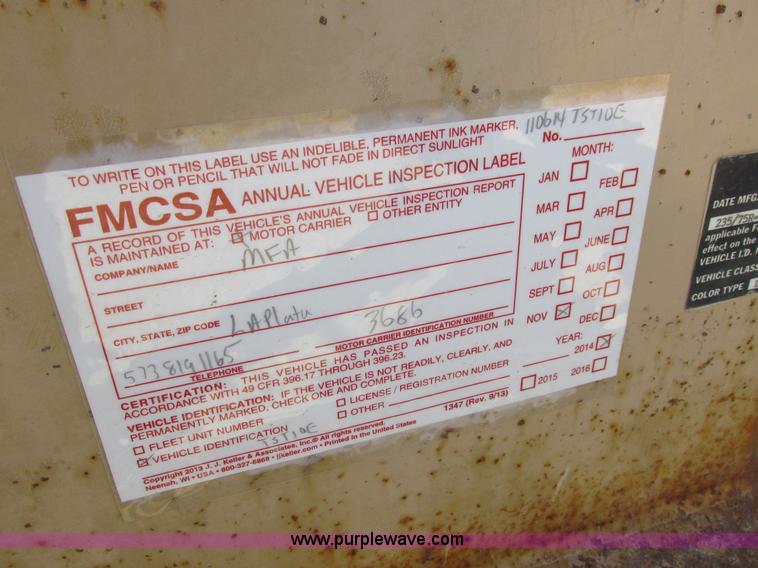 TO WRITE ON THIS LABEL USE AN INDELIBLE, PERMANENT INK MARKER,
PEN OR PENCIL THAT WILL NOT FADE IN DIRECT SUNLIGHT
No. 110614 TST10E
FMCSA ANNUAL VEHICLE INSPECTION LABEL
A RECORD OF THIS VEHICLE'S ANNUAL VEHICLE INSPECTION REPORT
IS MAINTAINED AT: MOTOR CARRIER OTHER ENTITY
MFA
COMPANY/NAME
STREET
LAPlata
CITY, STATE, ZIP CODE
573 819 1165 3686
TELEPHONE MOTOR CARRIER IDENTIFICATION NUMBER
CERTIFICATION: THIS VEHICLE HAS PASSED AN INSPECTION IN
ACCORDANCE WITH 49 CFR 396.17 THROUGH 396.23.
VEHICLE IDENTIFICATION: IF THE VEHICLE IS NOT READILY, CLEARLY, AND
PERMANENTLY MARKED, CHECK ONE AND COMPLETE.
FLEET UNIT NUMBER LICENSE / REGISTRATION NUMBER
VEHICLE IDENTIFICATION TST10E OTHER
1347 (Rev. 9/13)
Copyright 2013 J. J. Keller & Associates, Inc.® All rights reserved.
Neenah, WI • USA • 800-327-6868 • jjkeller.com • Printed in the United States
MONTH:
JAN FEB
MAR APR
MAY JUNE
JULY AUG
SEPT OCT
NOV DEC
YEAR: 2014
2015 2016
DATE MFG.
235/75R
applicable F
effect on the
VEHICLE I.D. N
VEHICLE CLASS
COLOR TYPE
www.purplewave.com